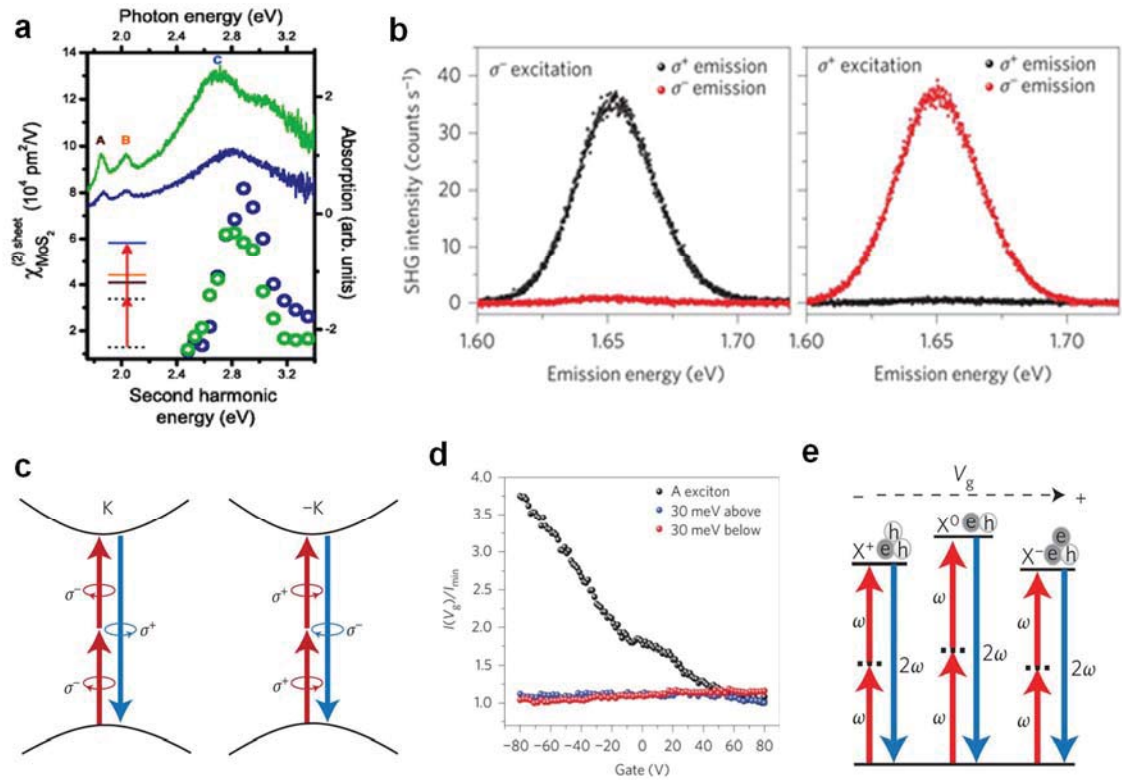 a
Photon energy (eV)
2.0 2.4 2.8 3.2
14
12
10
8
6
4
2
χ(2) sheet MoS2 (10⁴ pm²/V)
A
B
C
2
0
-2
Absorption (arb. units)
2.0 2.4 2.8 3.2
Second harmonic
energy (eV)
b
σ− excitation
σ+ emission
σ− emission
σ+ excitation
σ+ emission
σ− emission
SHG intensity (counts s⁻¹)
40
30
20
10
0
1.60 1.65 1.70
1.60 1.65 1.70
Emission energy (eV)
Emission energy (eV)
c
K
−K
σ−
σ+
σ−
σ+
σ−
σ+
d
I(Vg)/Imin
4.0
3.5
3.0
2.5
2.0
1.5
1.0
A exciton
30 meV above
30 meV below
−80 −60 −40 −20 0 20 40 60 80
Gate (V)
e
Vg
− +
X+ e h h
X0 e h
X− e e h
ω ω 2ω
ω ω 2ω
ω ω 2ω